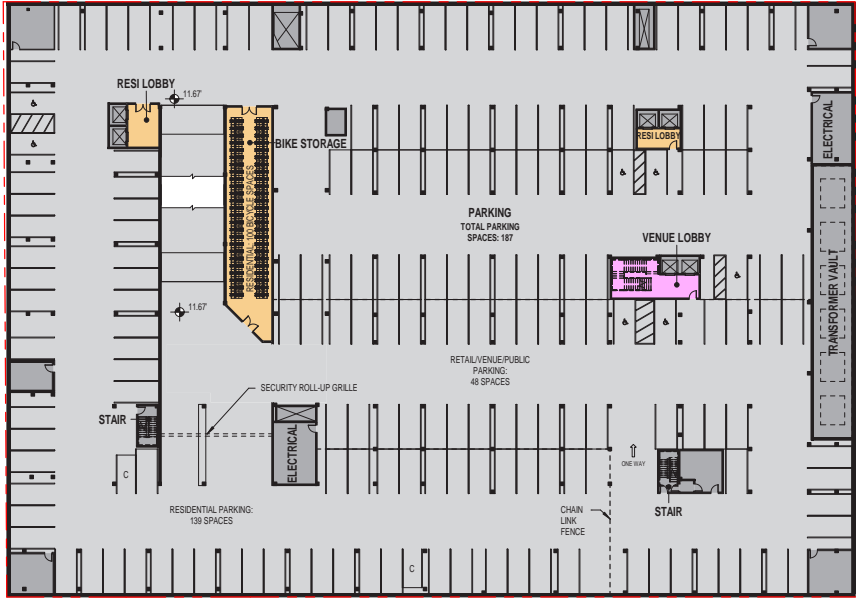 RESI LOBBY
11.67'
BIKE STORAGE
RESIDENTIAL: 100 BICYCLE SPACES
RESI LOBBY
ELECTRICAL
PARKING
TOTAL PARKING
SPACES: 187
VENUE LOBBY
TRANSFORMER VAULT
11.67'
RETAIL/VENUE/PUBLIC
PARKING:
48 SPACES
SECURITY ROLL-UP GRILLE
STAIR
ELECTRICAL
ONE WAY
C
RESIDENTIAL PARKING:
139 SPACES
CHAIN
LINK
FENCE
STAIR
C